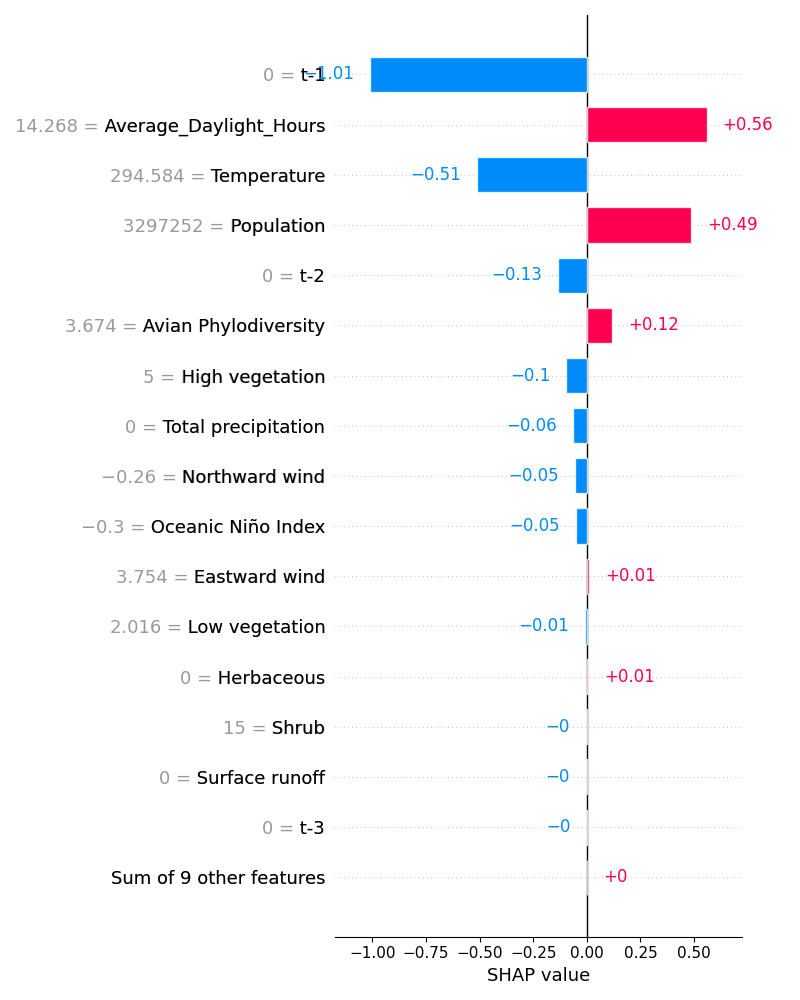 0 = t-1 −1.01
14.268 = Average_Daylight_Hours +0.56
294.584 = Temperature −0.51
3297252 = Population +0.49
0 = t-2 −0.13
3.674 = Avian Phylodiversity +0.12
5 = High vegetation −0.1
0 = Total precipitation −0.06
−0.26 = Northward wind −0.05
−0.3 = Oceanic Niño Index −0.05
3.754 = Eastward wind +0.01
2.016 = Low vegetation −0.01
0 = Herbaceous +0.01
15 = Shrub −0
0 = Surface runoff −0
0 = t-3 −0
Sum of 9 other features +0
−1.00 −0.75 −0.50 −0.25 0.00 0.25 0.50
SHAP value